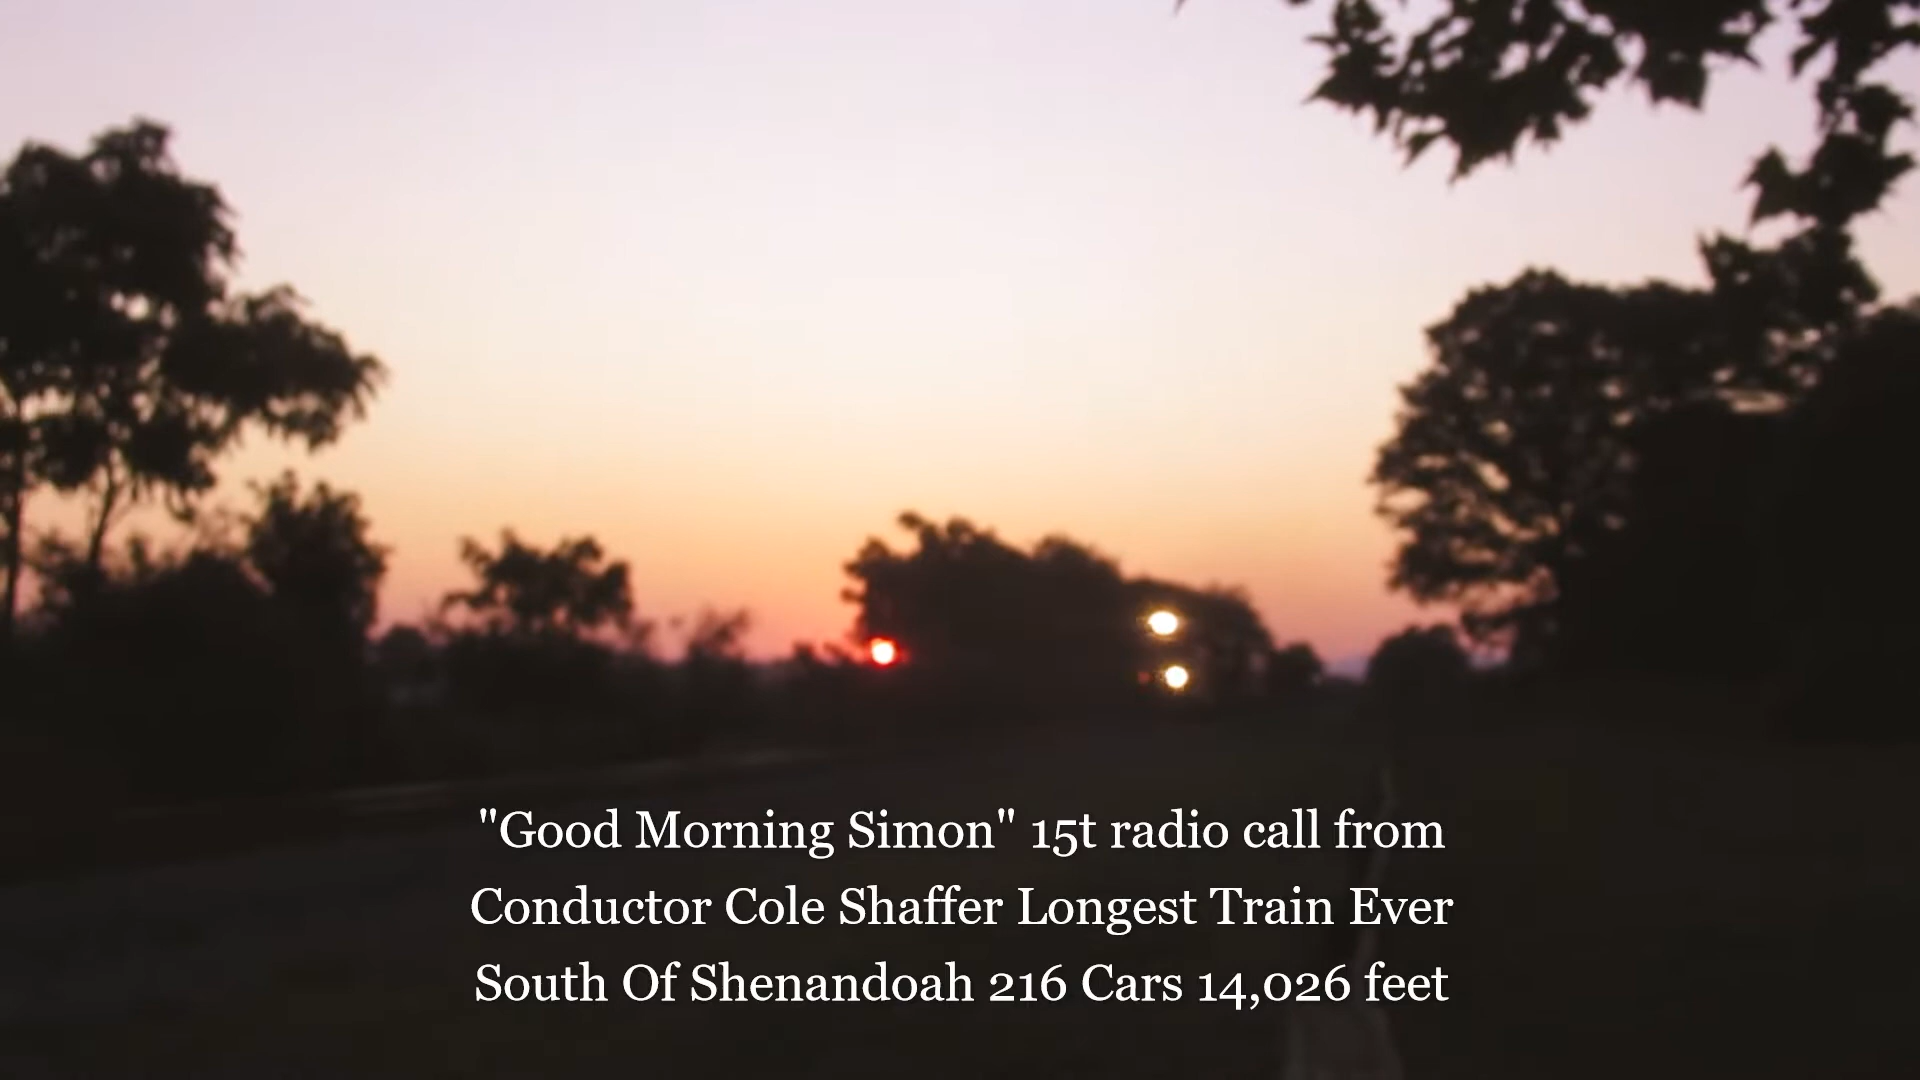 "Good Morning Simon" 15t radio call from
Conductor Cole Shaffer Longest Train Ever
South Of Shenandoah 216 Cars 14,026 feet